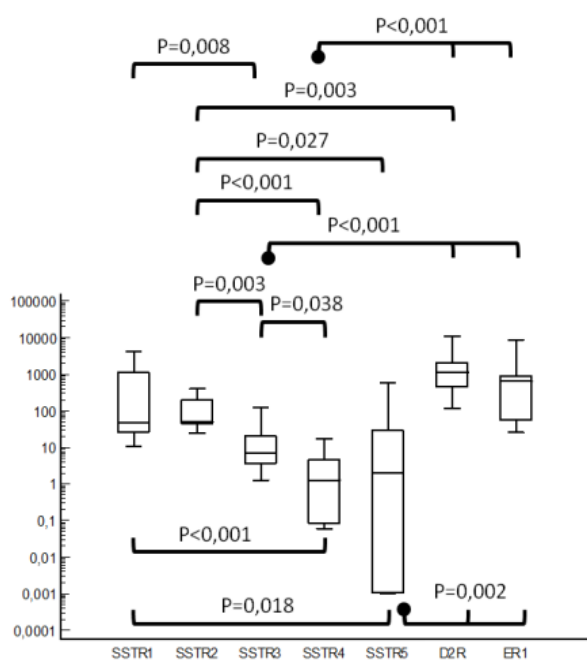 P<0,001
P=0,008
P=0,003
P=0,027
P<0,001
P<0,001
P=0,003
P=0,038
100000
10000
1000
100
10
1
0,1
0,01
0,001
0,0001
P<0,001
P=0,002
P=0,018
SSTR1 SSTR2 SSTR3 SSTR4 SSTR5 D2R ER1